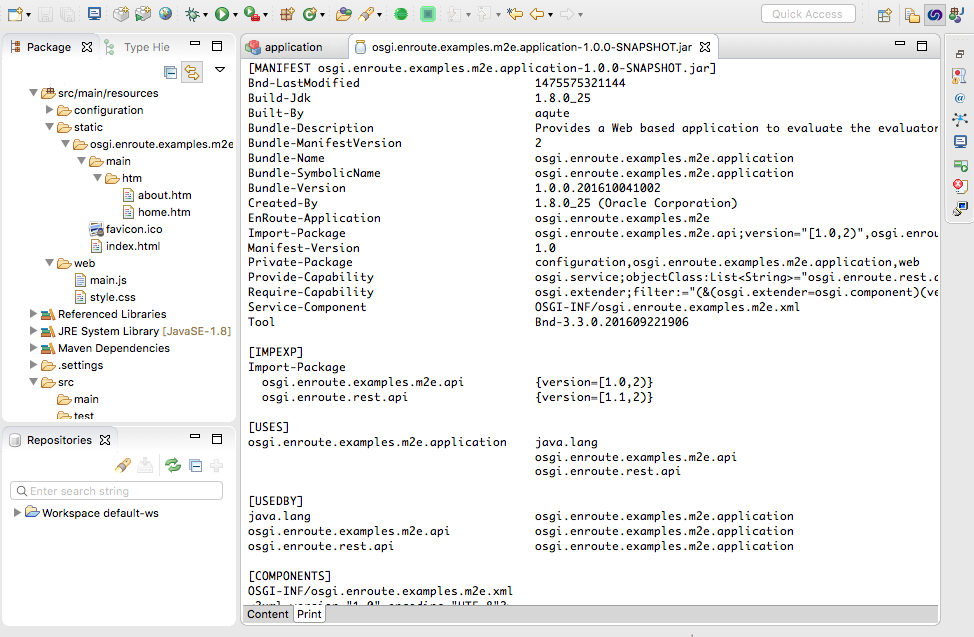 Quick Access
Package
Type Hie
src/main/resources
configuration
static
osgi.enroute.examples.m2e
main
htm
about.htm
home.htm
favicon.ico
index.html
web
main.js
style.css
Referenced Libraries
JRE System Library [JavaSE-1.8]
Maven Dependencies
.settings
src
main
test
Repositories
Enter search string
Workspace default-ws
application
osgi.enroute.examples.m2e.application-1.0.0-SNAPSHOT.jar
[MANIFEST osgi.enroute.examples.m2e.application-1.0.0-SNAPSHOT.jar]
Bnd-LastModified 1475575321144
Build-Jdk 1.8.0_25
Built-By aqute
Bundle-Description Provides a Web based application to evaluate the evaluator
Bundle-ManifestVersion 2
Bundle-Name osgi.enroute.examples.m2e.application
Bundle-SymbolicName osgi.enroute.examples.m2e.application
Bundle-Version 1.0.0.201610041002
Created-By 1.8.0_25 (Oracle Corporation)
EnRoute-Application osgi.enroute.examples.m2e
Import-Package osgi.enroute.examples.m2e.api;version="[1.0,2)",osgi.enrou
Manifest-Version 1.0
Private-Package configuration,osgi.enroute.examples.m2e.application,web
Provide-Capability osgi.service;objectClass:List<String>="osgi.enroute.rest.a
Require-Capability osgi.extender;filter:="(&(osgi.extender=osgi.component)(ve
Service-Component OSGI-INF/osgi.enroute.examples.m2e.xml
Tool Bnd-3.3.0.201609221906
[IMPEXP]
Import-Package
osgi.enroute.examples.m2e.api {version=[1.0,2)}
osgi.enroute.rest.api {version=[1.1,2)}
[USES]
osgi.enroute.examples.m2e.application java.lang
osgi.enroute.examples.m2e.api
osgi.enroute.rest.api
[USEDBY]
java.lang osgi.enroute.examples.m2e.application
osgi.enroute.examples.m2e.api osgi.enroute.examples.m2e.application
osgi.enroute.rest.api osgi.enroute.examples.m2e.application
[COMPONENTS]
OSGI-INF/osgi.enroute.examples.m2e.xml
<?xml version="1.0" encoding="UTF-8"?>
Content
Print